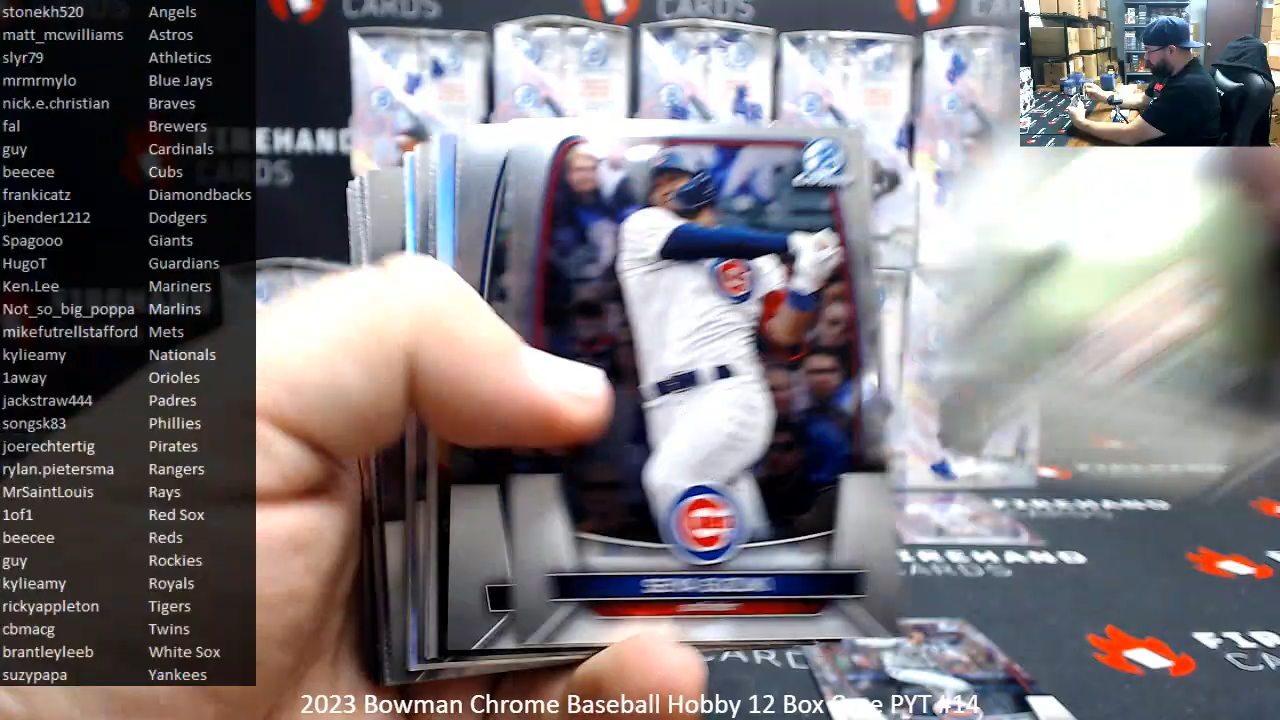 stonekh520 Angels
matt_mcwilliams Astros
slyr79 Athletics
mrmrmylo Blue Jays
nick.e.christian Braves
fal Brewers
guy Cardinals
beecee Cubs
frankicatz Diamondbacks
jbender1212 Dodgers
Spagooo Giants
HugoT Guardians
Ken.Lee Mariners
Not_so_big_poppa Marlins
mikefutrellstafford Mets
kylieamy Nationals
1away Orioles
jackstraw444 Padres
songsk83 Phillies
joerechtertig Pirates
rylan.pietersma Rangers
MrSaintLouis Rays
1of1 Red Sox
beecee Reds
guy Rockies
kylieamy Royals
rickyappleton Tigers
cbmacg Twins
brantleyleeb White Sox
suzypapa Yankees
CARDS
CARDS
FIREHAND
CARDS
FIREHAND
FIREHAND
CARDS
CARDS
2023 Bowman Chrome Baseball Hobby 12 Box Case PYT #14